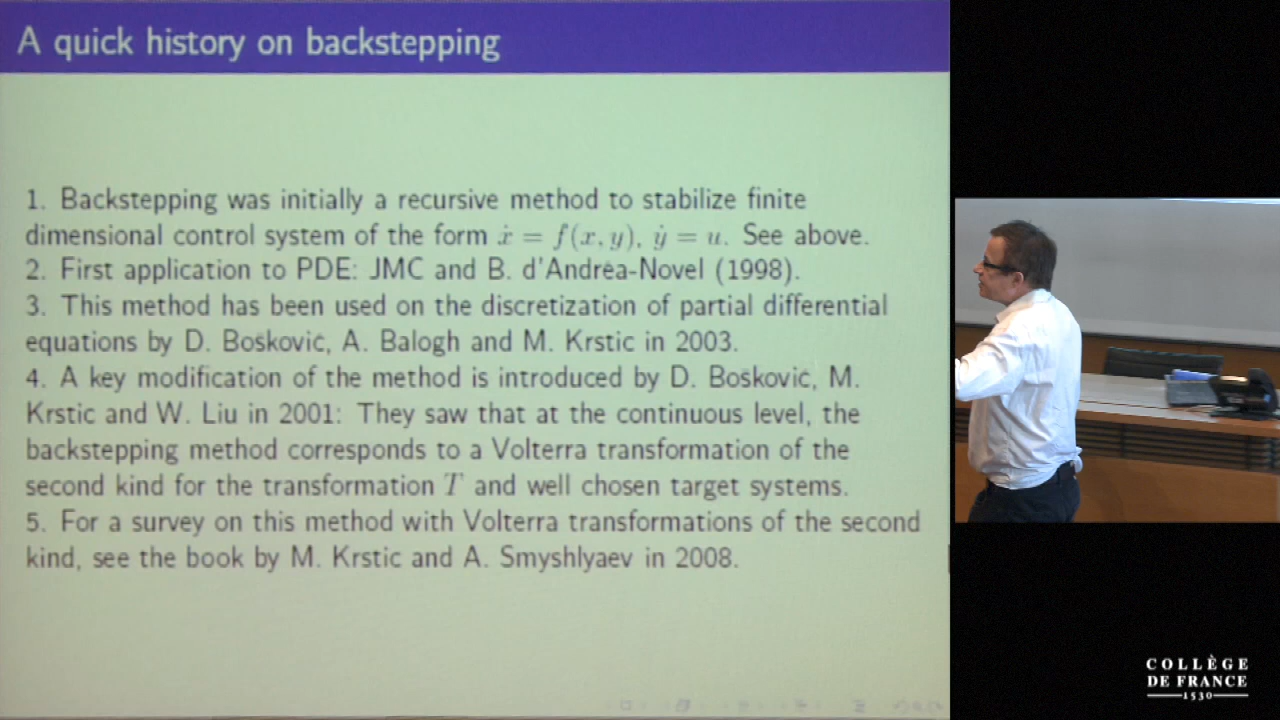 A quick history on backstepping
1. Backstepping was initially a recursive method to stabilize finite
dimensional control system of the form ẋ = f(x, y), ẏ = u. See above.
2. First application to PDE: JMC and B. d'Andréa-Novel (1998).
3. This method has been used on the discretization of partial differential
equations by D. Bošković, A. Balogh and M. Krstic in 2003.
4. A key modification of the method is introduced by D. Bošković, M.
Krstic and W. Liu in 2001: They saw that at the continuous level, the
backstepping method corresponds to a Volterra transformation of the
second kind for the transformation T and well chosen target systems.
5. For a survey on this method with Volterra transformations of the second
kind, see the book by M. Krstic and A. Smyshlyaev in 2008.
COLLÈGE
DE FRANCE
1530